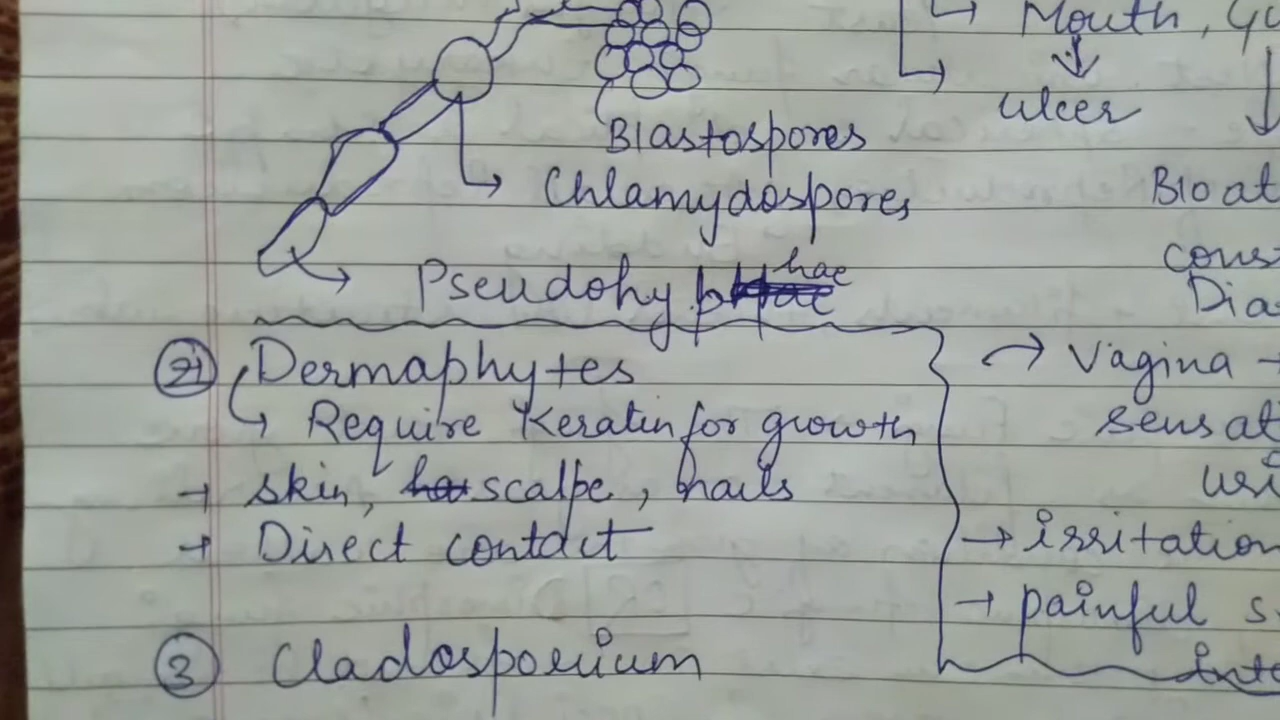 Blastospores
Chlamydospores
Pseudohyphae
② Dermaphytes
↳ Require Keratin for growth
→ skin, scalpe, nails
→ Direct contact
③ Cladosporium
↳ Mouth,
↓
→ ulcer
Bloat
cons
Dia
→ Vagina →
sensat
→ irritation
→ painful s